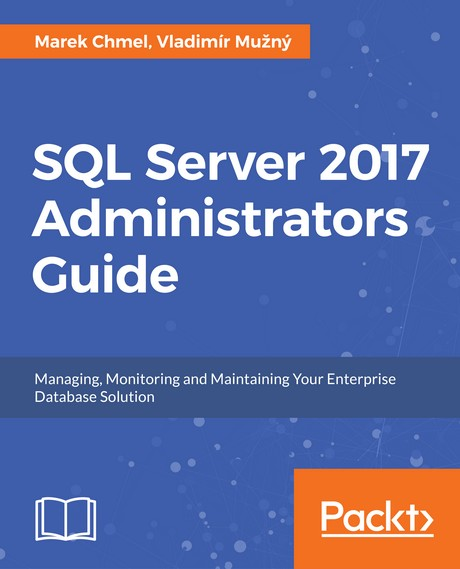 Marek Chmel, Vladimír Mužný
SQL Server 2017
Administrators
Guide
Managing, Monitoring and Maintaining Your Enterprise
Database Solution
Packt>